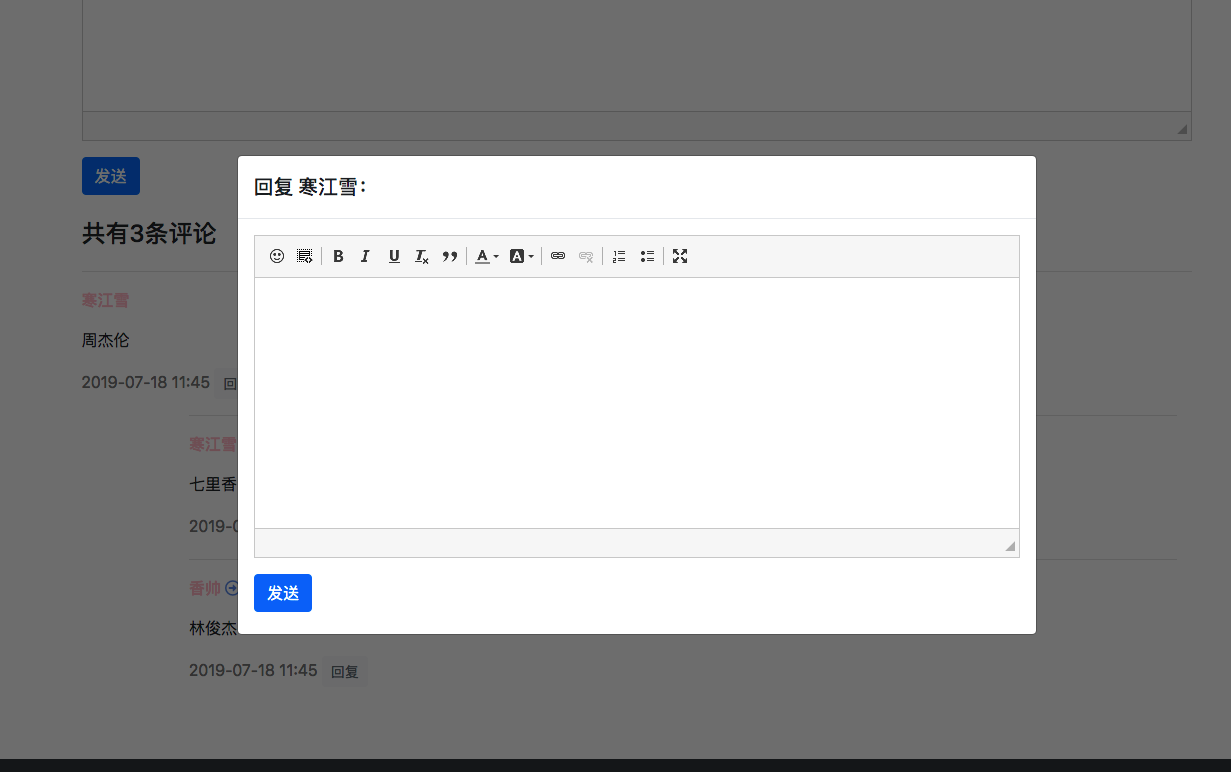 发送
共有3条评论
寒江雪
周杰伦
2019-07-18 11:45 回
寒江雪
七里香
2019-0
香帅
林俊杰
2019-07-18 11:45 回复
回复 寒江雪：
B I U Tx ” A A
发送